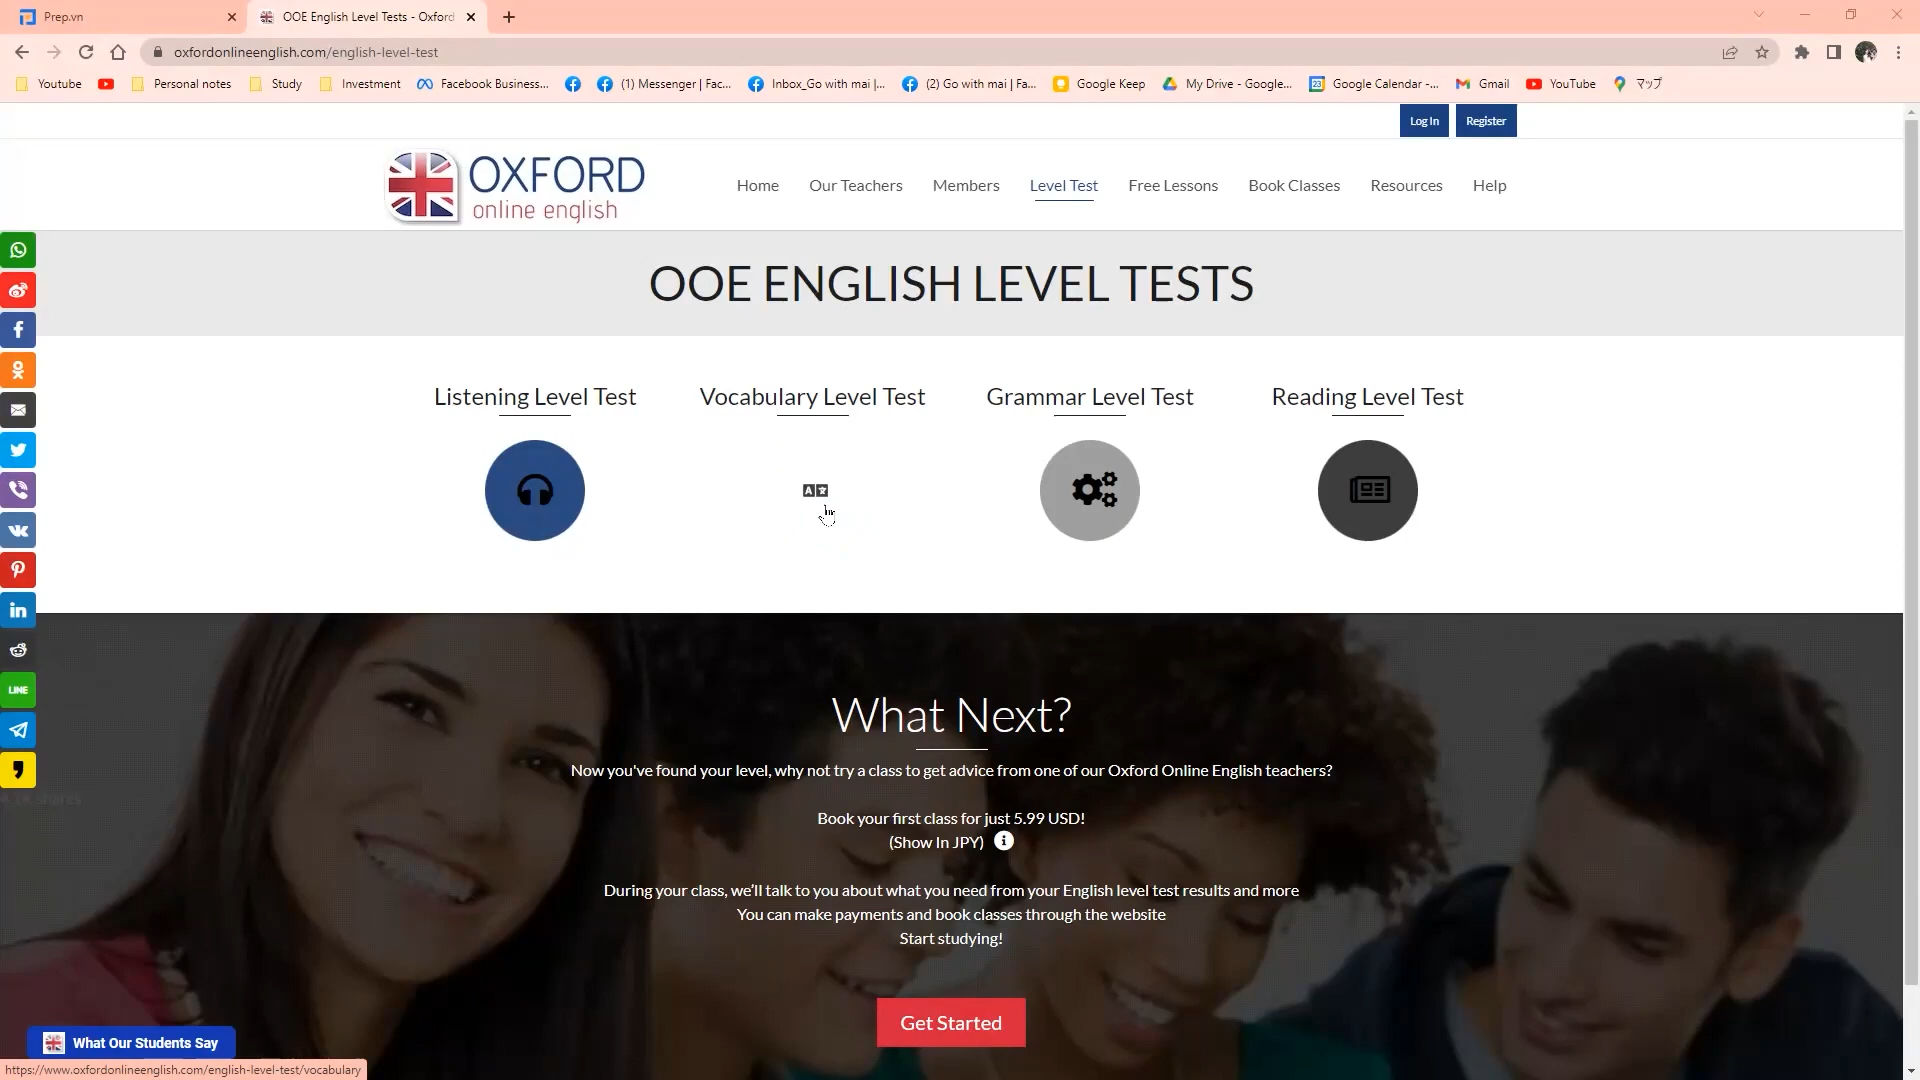 Prep.vn
OOE English Level Tests - Oxford
oxfordonlineenglish.com/english-level-test
Youtube
Personal notes
Study
Investment
Facebook Business...
(1) Messenger | Fac...
Inbox_Go with mai |...
(2) Go with mai | Fa...
Google Keep
My Drive - Google...
Google Calendar -...
Gmail
YouTube
マップ
Log In
Register
OXFORD
online english
Home
Our Teachers
Members
Level Test
Free Lessons
Book Classes
Resources
Help
OOE ENGLISH LEVEL TESTS
Listening Level Test
Vocabulary Level Test
Grammar Level Test
Reading Level Test
LINE
shares
What Next?
Now you've found your level, why not try a class to get advice from one of our Oxford Online English teachers?
Book your first class for just 5.99 USD!
(Show In JPY)
During your class, we'll talk to you about what you need from your English level test results and more
You can make payments and book classes through the website
Start studying!
Get Started
What Our Students Say
https://www.oxfordonlineenglish.com/english-level-test/vocabulary